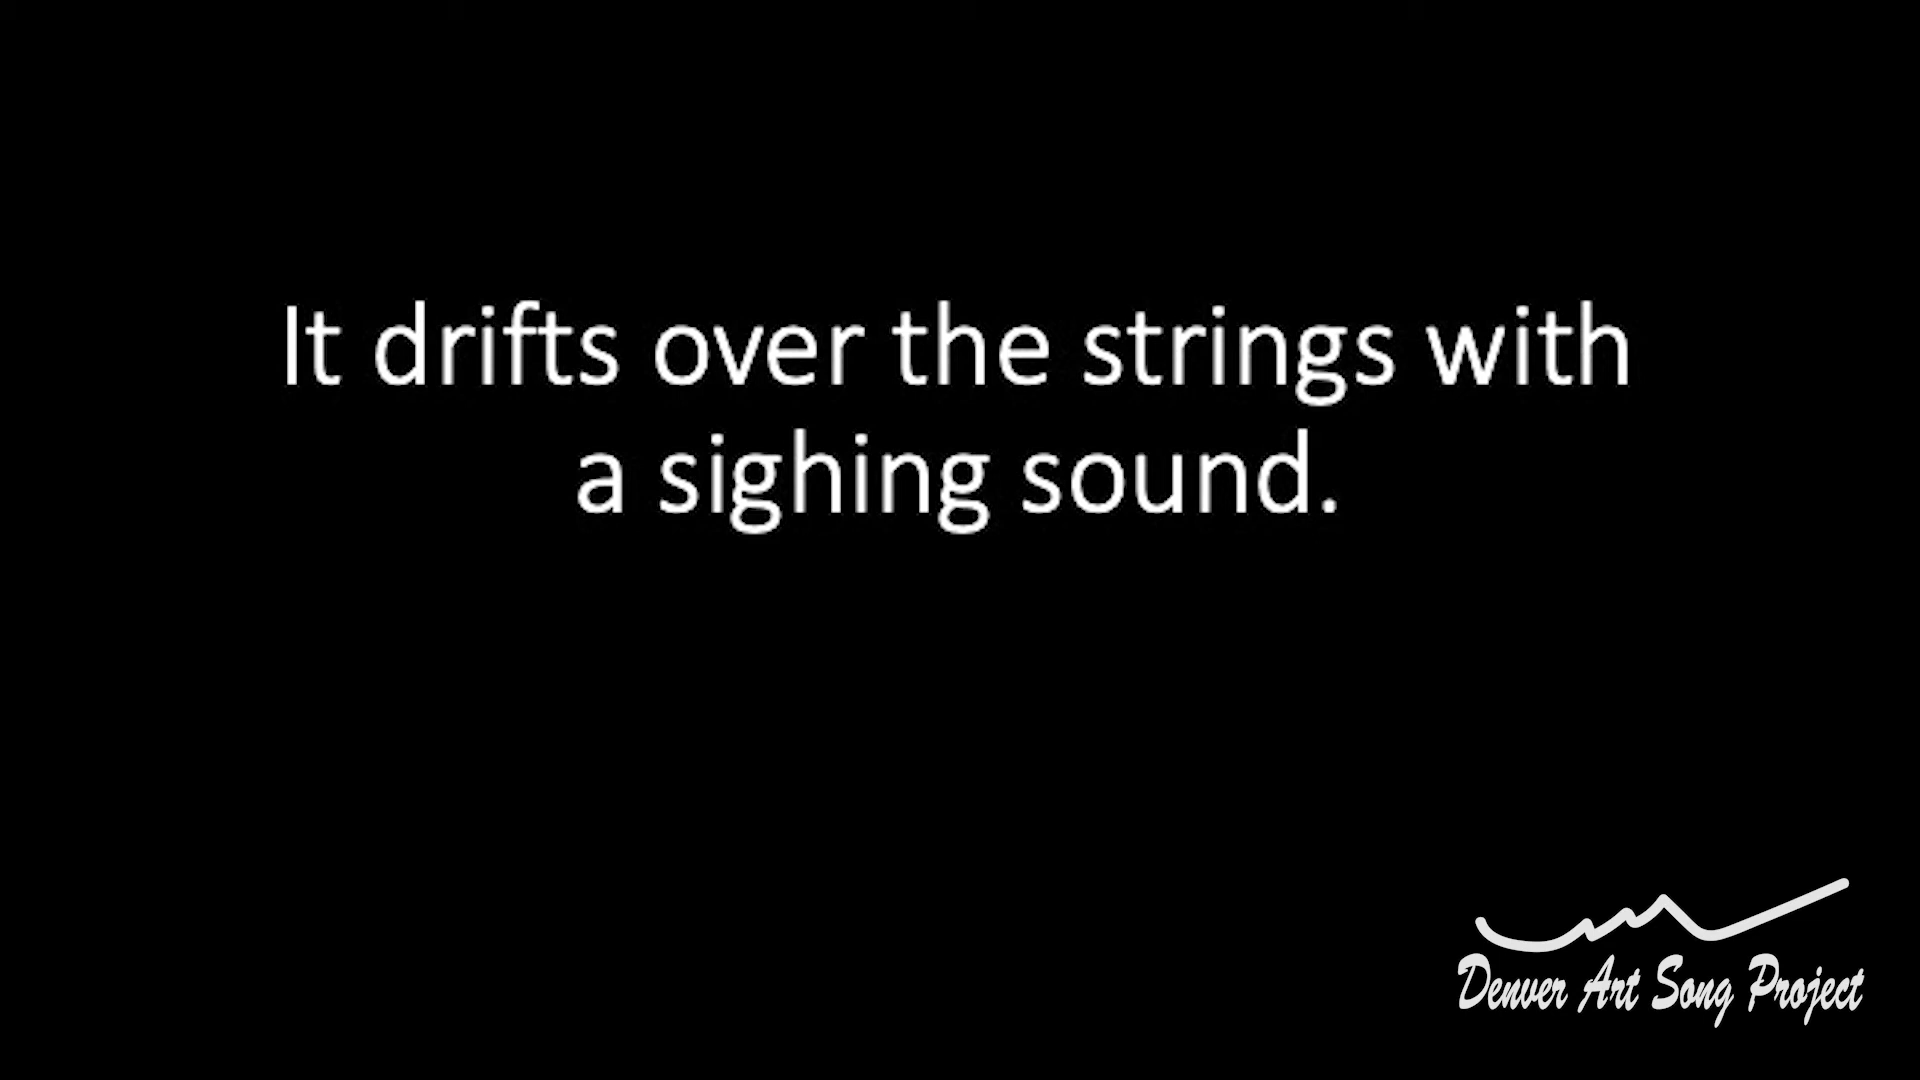 It drifts over the strings with
a sighing sound.
Denver Art Song Project